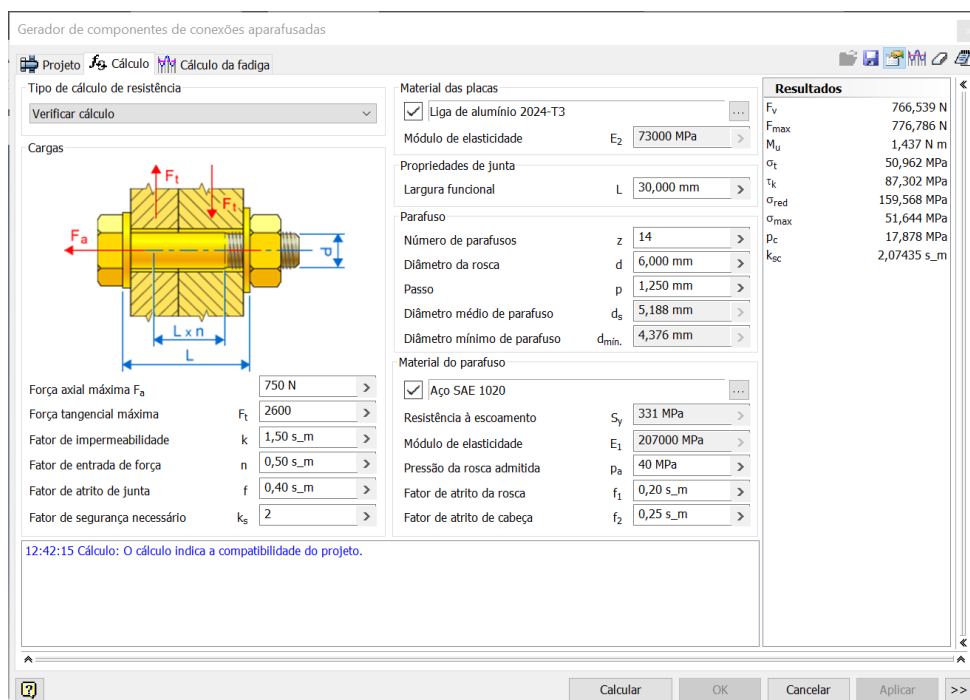 Gerador de componentes de conexões aparafusadas
Projeto
Cálculo
Cálculo da fadiga
Tipo de cálculo de resistência
Verificar cálculo
Cargas
Ft
Ft
Fa
d
L x n
L
Força axial máxima Fa 750 N >
Força tangencial máxima Ft 2600 >
Fator de impermeabilidade k 1,50 s_m >
Fator de entrada de força n 0,50 s_m >
Fator de atrito de junta f 0,40 s_m >
Fator de segurança necessário ks 2 >
Material das placas
Liga de alumínio 2024-T3 ...
Módulo de elasticidade E2 73000 MPa >
Propriedades de junta
Largura funcional L 30,000 mm >
Parafuso
Número de parafusos z 14 >
Diâmetro da rosca d 6,000 mm >
Passo p 1,250 mm >
Diâmetro médio de parafuso ds 5,188 mm >
Diâmetro mínimo de parafuso dmín. 4,376 mm >
Material do parafuso
Aço SAE 1020 ...
Resistência à escoamento Sy 331 MPa >
Módulo de elasticidade E1 207000 MPa >
Pressão da rosca admitida pa 40 MPa >
Fator de atrito da rosca f1 0,20 s_m >
Fator de atrito de cabeça f2 0,25 s_m >
Resultados
Fv 766,539 N
Fmax 776,786 N
Mu 1,437 N m
σt 50,962 MPa
τk 87,302 MPa
σred 159,568 MPa
σmax 51,644 MPa
pc 17,878 MPa
ksc 2,07435 s_m
12:42:15 Cálculo: O cálculo indica a compatibilidade do projeto.
?
Calcular
OK
Cancelar
Aplicar
>>